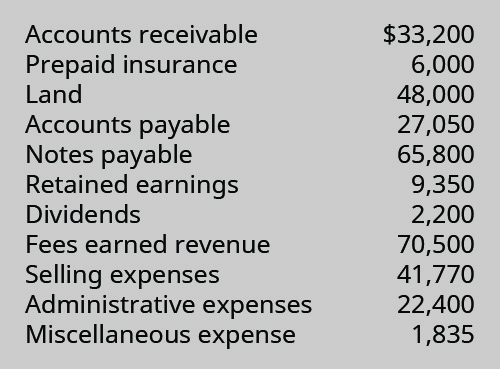 Accounts receivable $33,200
Prepaid insurance 6,000
Land 48,000
Accounts payable 27,050
Notes payable 65,800
Retained earnings 9,350
Dividends 2,200
Fees earned revenue 70,500
Selling expenses 41,770
Administrative expenses 22,400
Miscellaneous expense 1,835